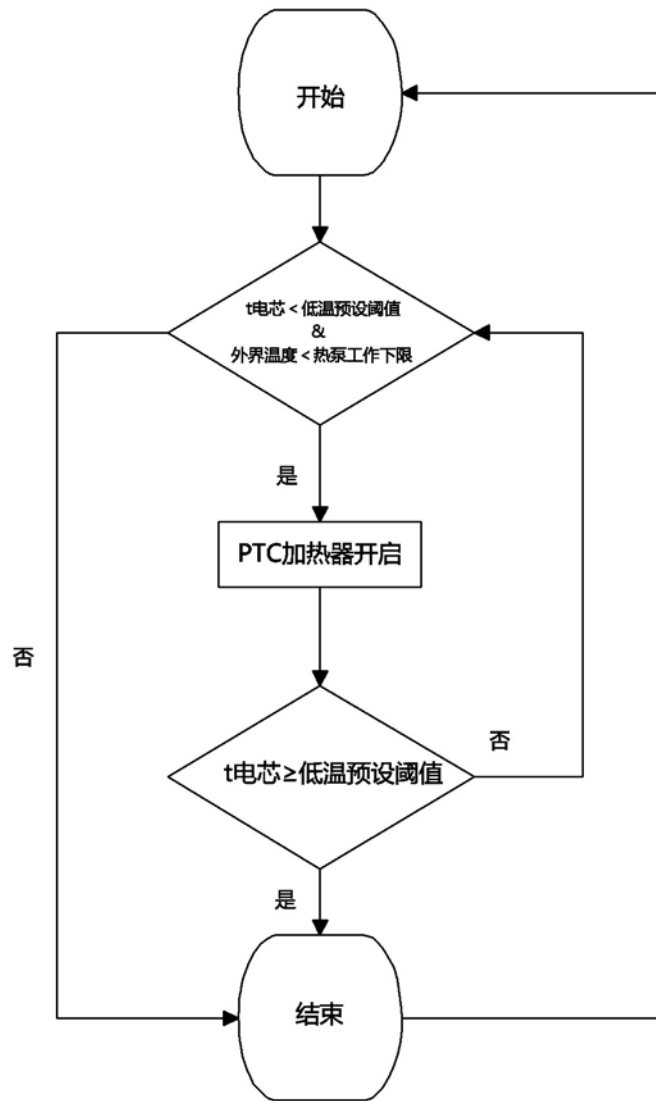 开始
t电芯＜低温预设阈值
&
外界温度＜热泵工作下限
是
PTC加热器开启
否
否
t电芯≥低温预设阈值
是
结束